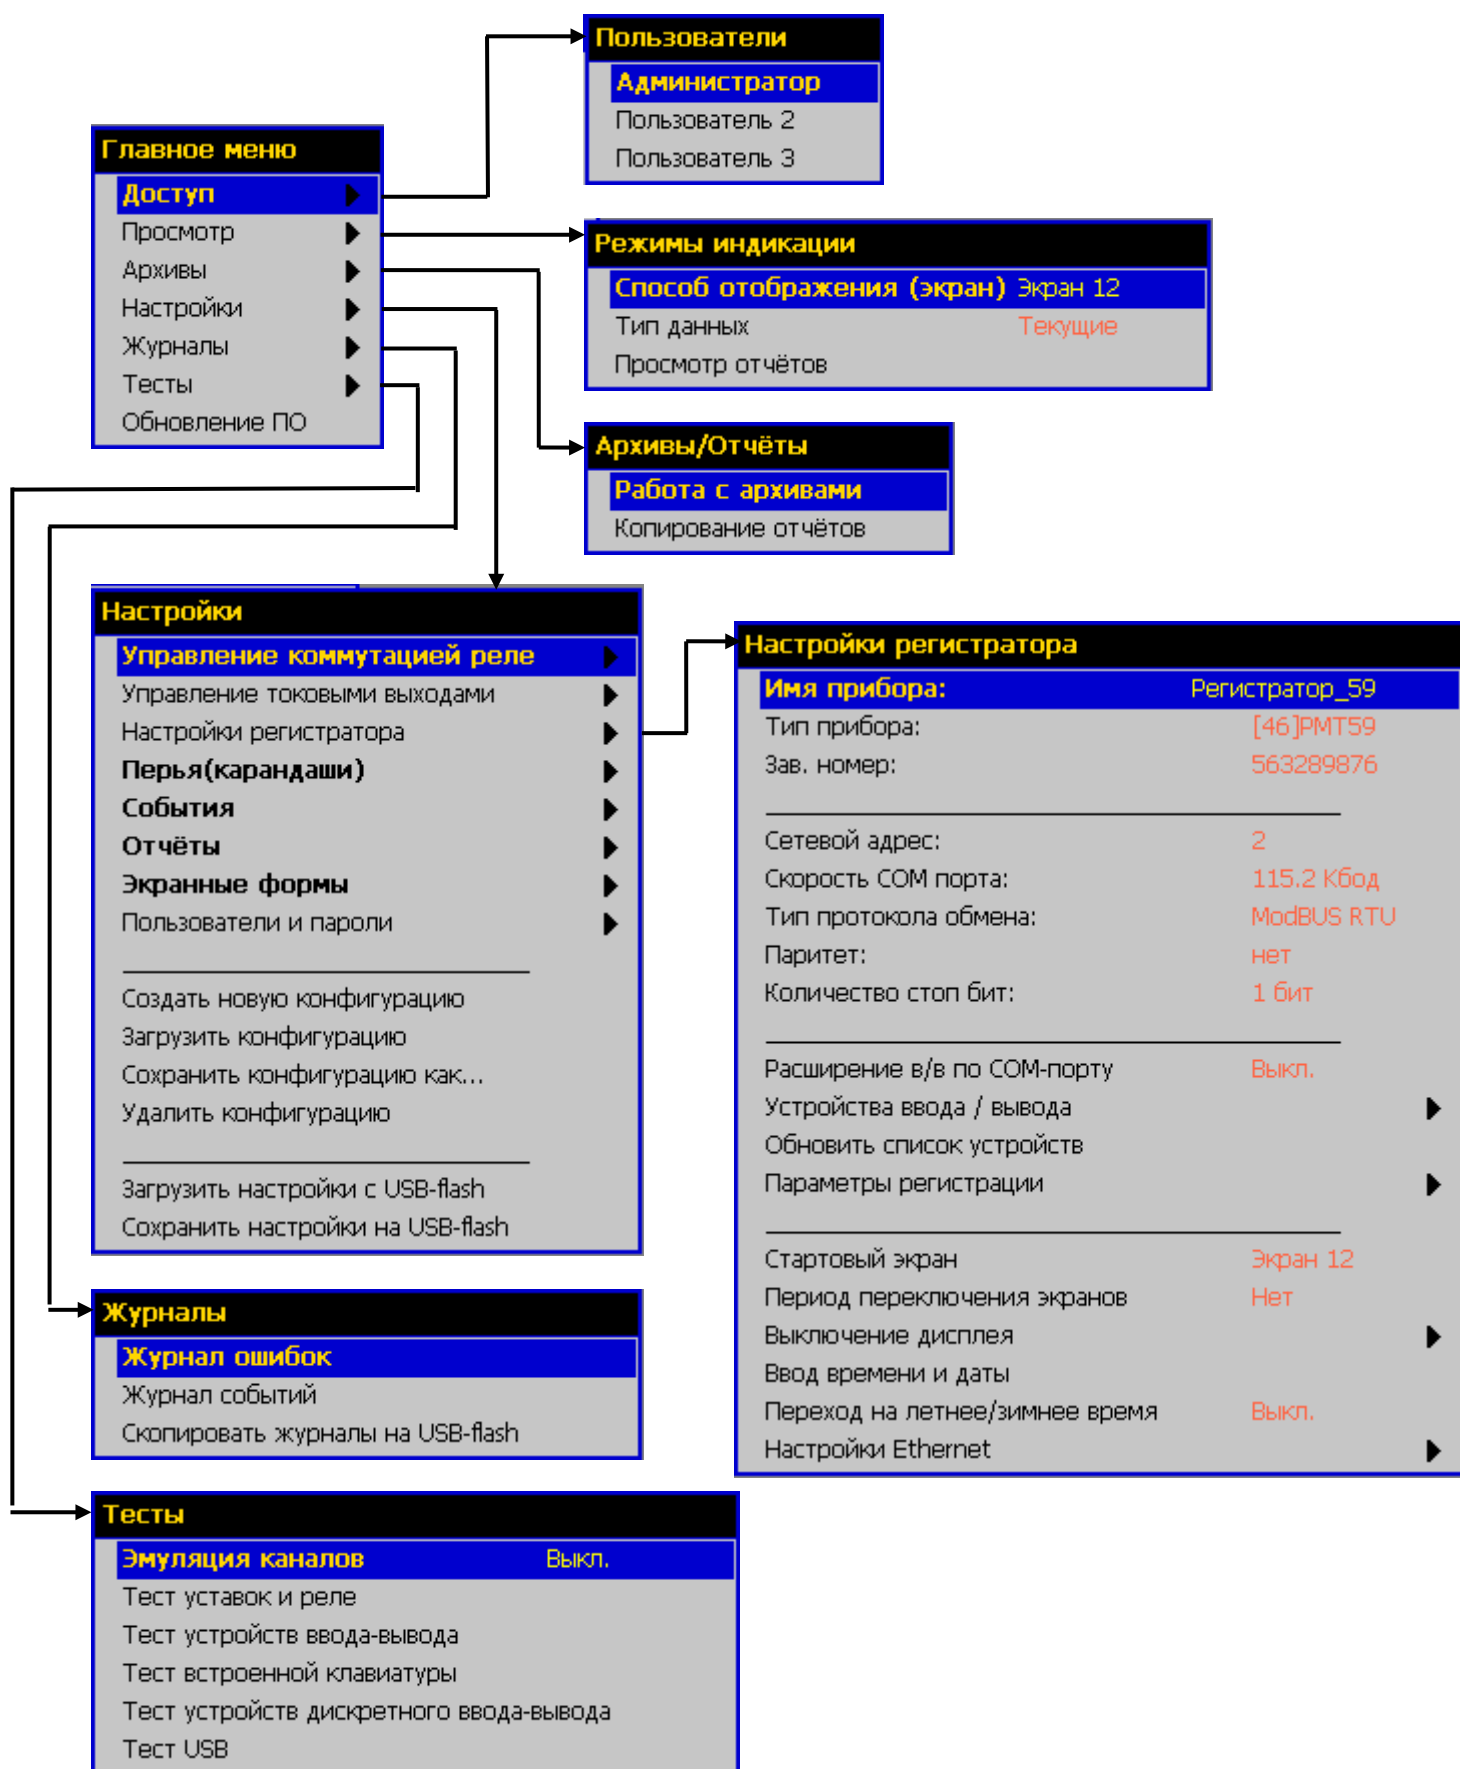 Пользователи
Администратор
Пользователь 2
Пользователь 3
Главное меню
Доступ
Просмотр
Архивы
Настройки
Журналы
Тесты
Обновление ПО
Режимы индикации
Способ отображения (экран) Экран 12
Тип данных Текущие
Просмотр отчётов
Архивы/Отчёты
Работа с архивами
Копирование отчётов
Настройки
Управление коммутацией реле
Управление токовыми выходами
Настройки регистратора
Перья(карандаши)
События
Отчёты
Экранные формы
Пользователи и пароли
Создать новую конфигурацию
Загрузить конфигурацию
Сохранить конфигурацию как...
Удалить конфигурацию
Загрузить настройки с USB-flash
Сохранить настройки на USB-flash
Настройки регистратора
Имя прибора: Регистратор_59
Тип прибора: [46]РМТ59
Зав. номер: 563289876
Сетевой адрес: 2
Скорость COM порта: 115.2 Кбод
Тип протокола обмена: ModBUS RTU
Паритет: нет
Количество стоп бит: 1 бит
Расширение в/в по COM-порту Выкл.
Устройства ввода / вывода
Обновить список устройств
Параметры регистрации
Стартовый экран Экран 12
Период переключения экранов Нет
Выключение дисплея
Ввод времени и даты
Переход на летнее/зимнее время Выкл.
Настройки Ethernet
Журналы
Журнал ошибок
Журнал событий
Скопировать журналы на USB-flash
Тесты
Эмуляция каналов Выкл.
Тест уставок и реле
Тест устройств ввода-вывода
Тест встроенной клавиатуры
Тест устройств дискретного ввода-вывода
Тест USB